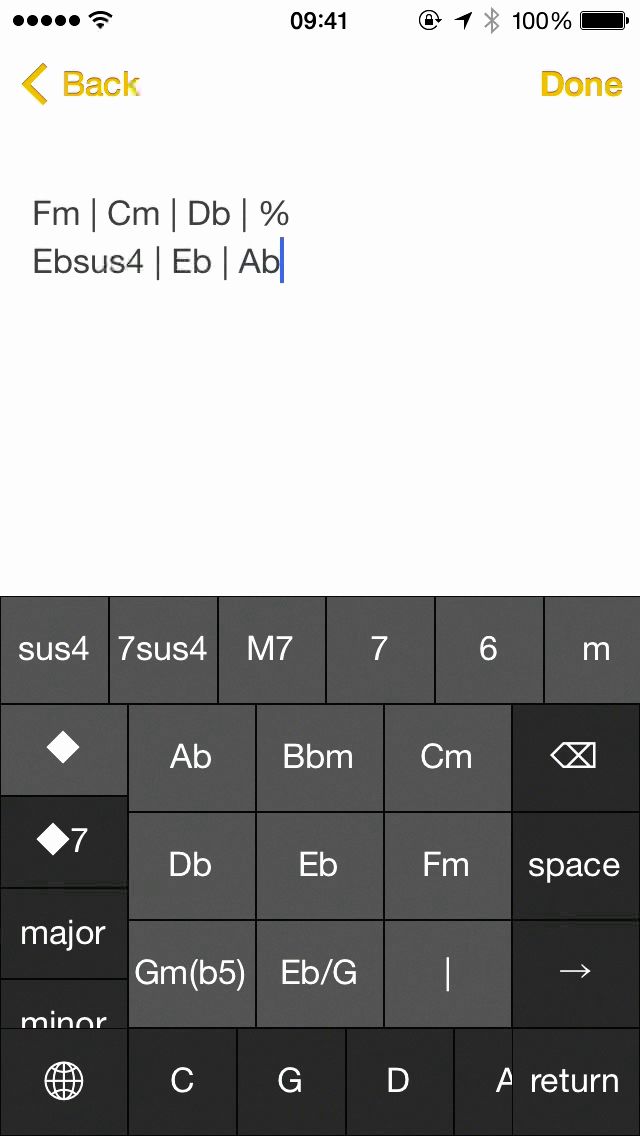 09:41 100%
Back Done
Fm | Cm | Db | %
Ebsus4 | Eb | Ab
sus4 7sus4 M7 7 6 m
Ab Bbm Cm
◆7 Db Eb Fm space
major
Gm(b5) Eb/G | →
minor
C G D A return